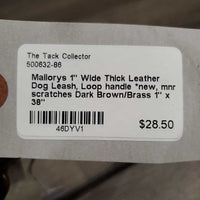 The Tack Collector
500632-86
Mallorys 1" Wide Thick Leather
Dog Leash, Loop handle *new, mnr
scratches Dark Brown/Brass 1" x
38"
$28.50
46DYV1